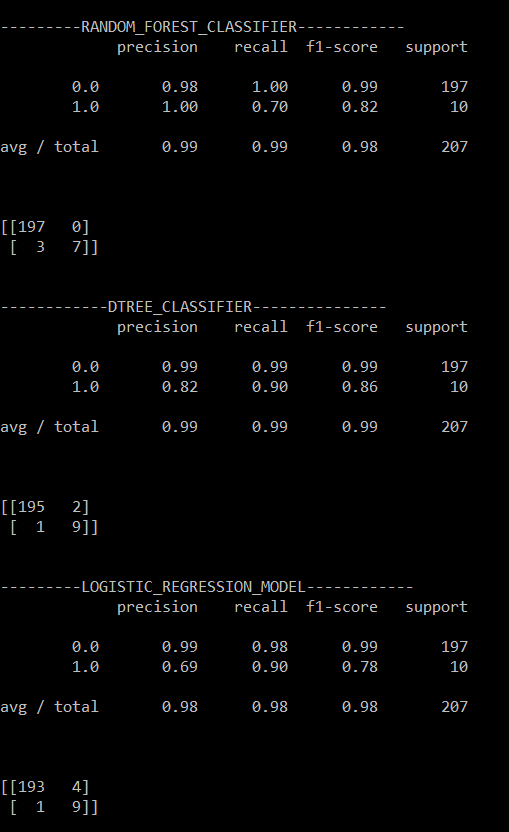 ---------RANDOM_FOREST_CLASSIFIER------------
             precision    recall  f1-score   support

        0.0       0.98      1.00      0.99       197
        1.0       1.00      0.70      0.82        10

avg / total       0.99      0.99      0.98       207

[[197   0]
 [  3   7]]

------------DTREE_CLASSIFIER---------------
             precision    recall  f1-score   support

        0.0       0.99      0.99      0.99       197
        1.0       0.82      0.90      0.86        10

avg / total       0.99      0.99      0.99       207

[[195   2]
 [  1   9]]

---------LOGISTIC_REGRESSION_MODEL------------
             precision    recall  f1-score   support

        0.0       0.99      0.98      0.99       197
        1.0       0.69      0.90      0.78        10

avg / total       0.98      0.98      0.98       207

[[193   4]
 [  1   9]]